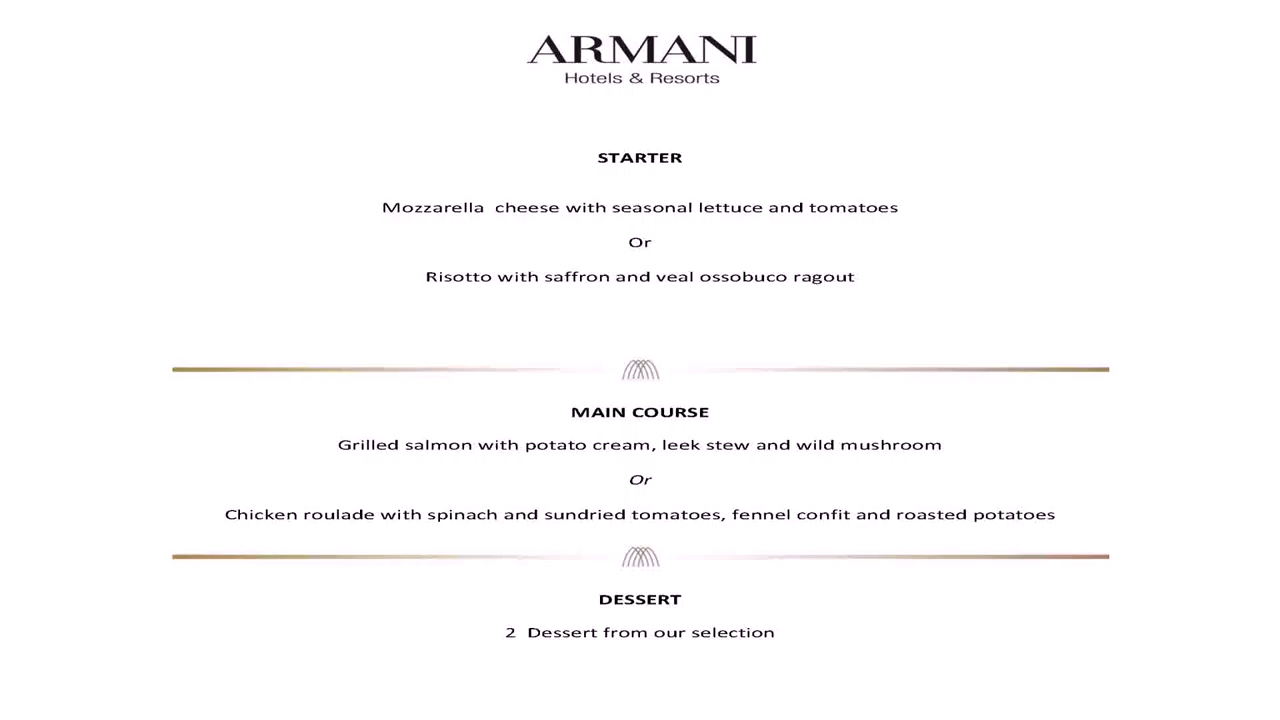 ARMANI
Hotels & Resorts
STARTER
Mozzarella  cheese with seasonal lettuce and tomatoes
Or
Risotto with saffron and veal ossobuco ragout
MAIN COURSE
Grilled salmon with potato cream, leek stew and wild mushroom
Or
Chicken roulade with spinach and sundried tomatoes, fennel confit and roasted potatoes
DESSERT
2  Dessert from our selection